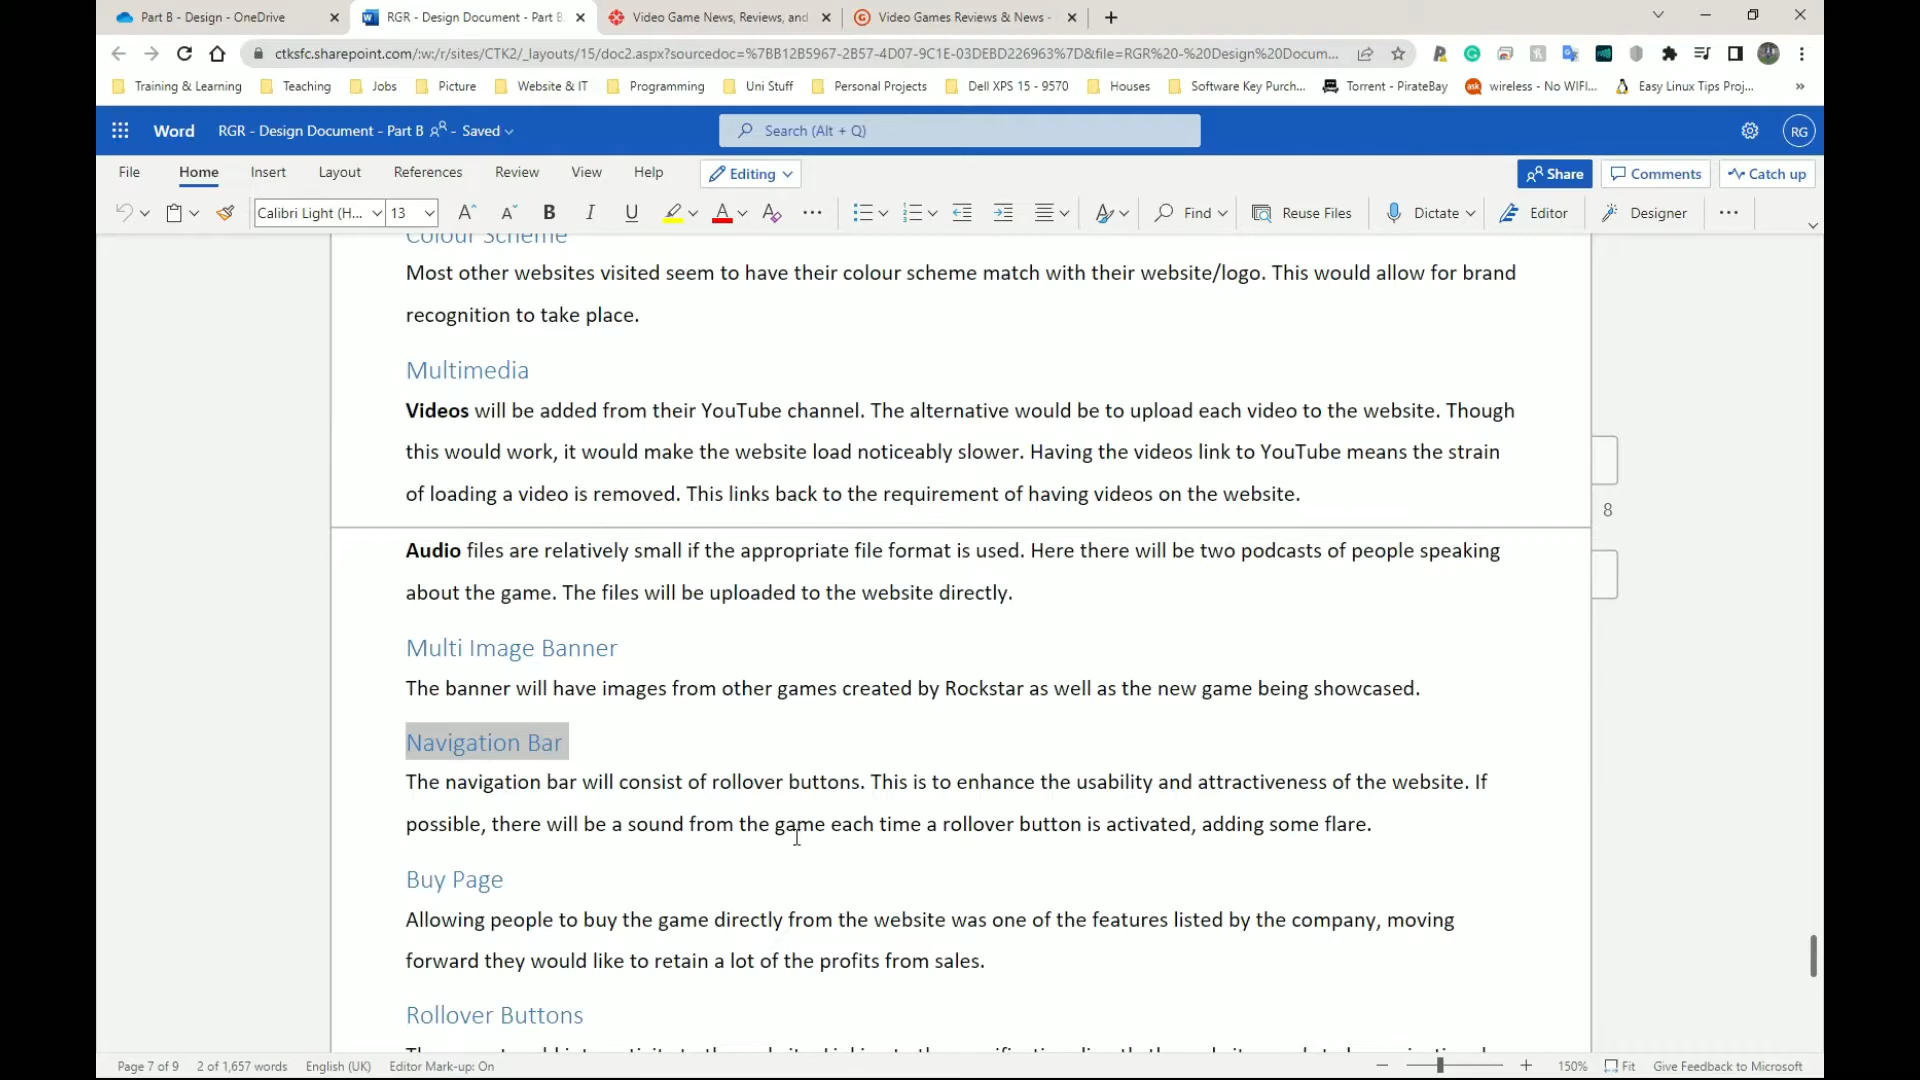 Part B - Design - OneDrive
RGR - Design Document - Part B
Video Game News, Reviews, and
Video Games Reviews & News -
ctksfc.sharepoint.com/:w:/r/sites/CTK2/_layouts/15/doc2.aspx?sourcedoc=%7BB12B5967-2B57-4D07-9C1E-03DEBD226963%7D&file=RGR%20-%20Design%20Docum...
Training & Learning
Teaching
Jobs
Picture
Website & IT
Programming
Uni Stuff
Personal Projects
Dell XPS 15 - 9570
Houses
Software Key Purch...
Torrent - PirateBay
wireless - No WIFI...
Easy Linux Tips Proj...
Word
RGR - Design Document - Part B - Saved
Search (Alt + Q)
RG
File
Home
Insert
Layout
References
Review
View
Help
Editing
Share
Comments
Catch up
Calibri Light (H...
13
Find
Reuse Files
Dictate
Editor
Designer
Colour Scheme
Most other websites visited seem to have their colour scheme match with their website/logo. This would allow for brand
recognition to take place.
Multimedia
Videos will be added from their YouTube channel. The alternative would be to upload each video to the website. Though
this would work, it would make the website load noticeably slower. Having the videos link to YouTube means the strain
of loading a video is removed. This links back to the requirement of having videos on the website.
8
Audio files are relatively small if the appropriate file format is used. Here there will be two podcasts of people speaking
about the game. The files will be uploaded to the website directly.
Multi Image Banner
The banner will have images from other games created by Rockstar as well as the new game being showcased.
Navigation Bar
The navigation bar will consist of rollover buttons. This is to enhance the usability and attractiveness of the website. If
possible, there will be a sound from the game each time a rollover button is activated, adding some flare.
Buy Page
Allowing people to buy the game directly from the website was one of the features listed by the company, moving
forward they would like to retain a lot of the profits from sales.
Rollover Buttons
Page 7 of 9
2 of 1,657 words
English (UK)
Editor Mark-up: On
150%
Fit
Give Feedback to Microsoft